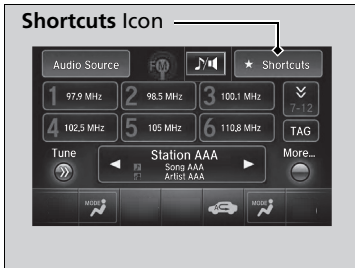 Shortcuts Icon
Audio Source FM ★ Shortcuts
1 97.9 MHz 2 98.5 MHz 3 100.1 MHz 7-12
4 102,5 MHz 5 105 MHz 6 110,8 MHz TAG
Tune Station AAA More...
Song AAA
Artist AAA
MODE A MODE